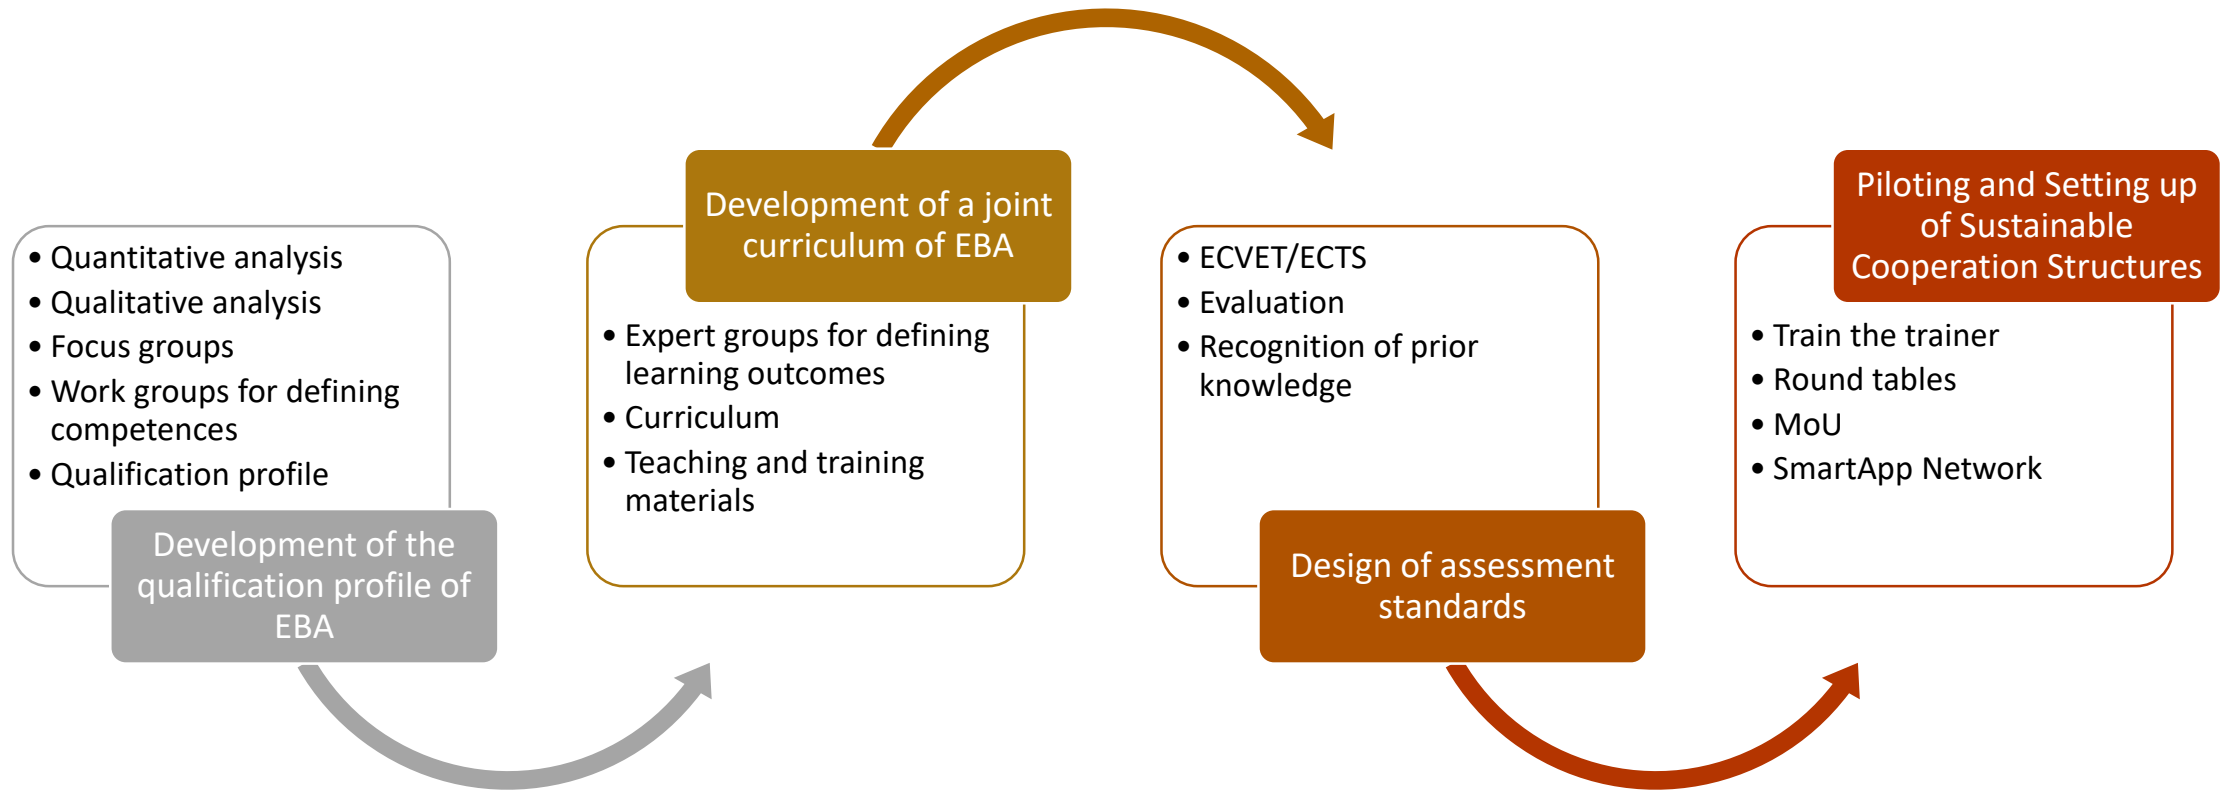 • Quantitative analysis
• Qualitative analysis
• Focus groups
• Work groups for defining
competences
• Qualification profile
Development of the
qualification profile of
EBA
Development of a joint
curriculum of EBA
• Expert groups for defining
learning outcomes
• Curriculum
• Teaching and training
materials
• ECVET/ECTS
• Evaluation
• Recognition of prior
knowledge
Design of assessment
standards
Piloting and Setting up
of Sustainable
Cooperation Structures
• Train the trainer
• Round tables
• MoU
• SmartApp Network